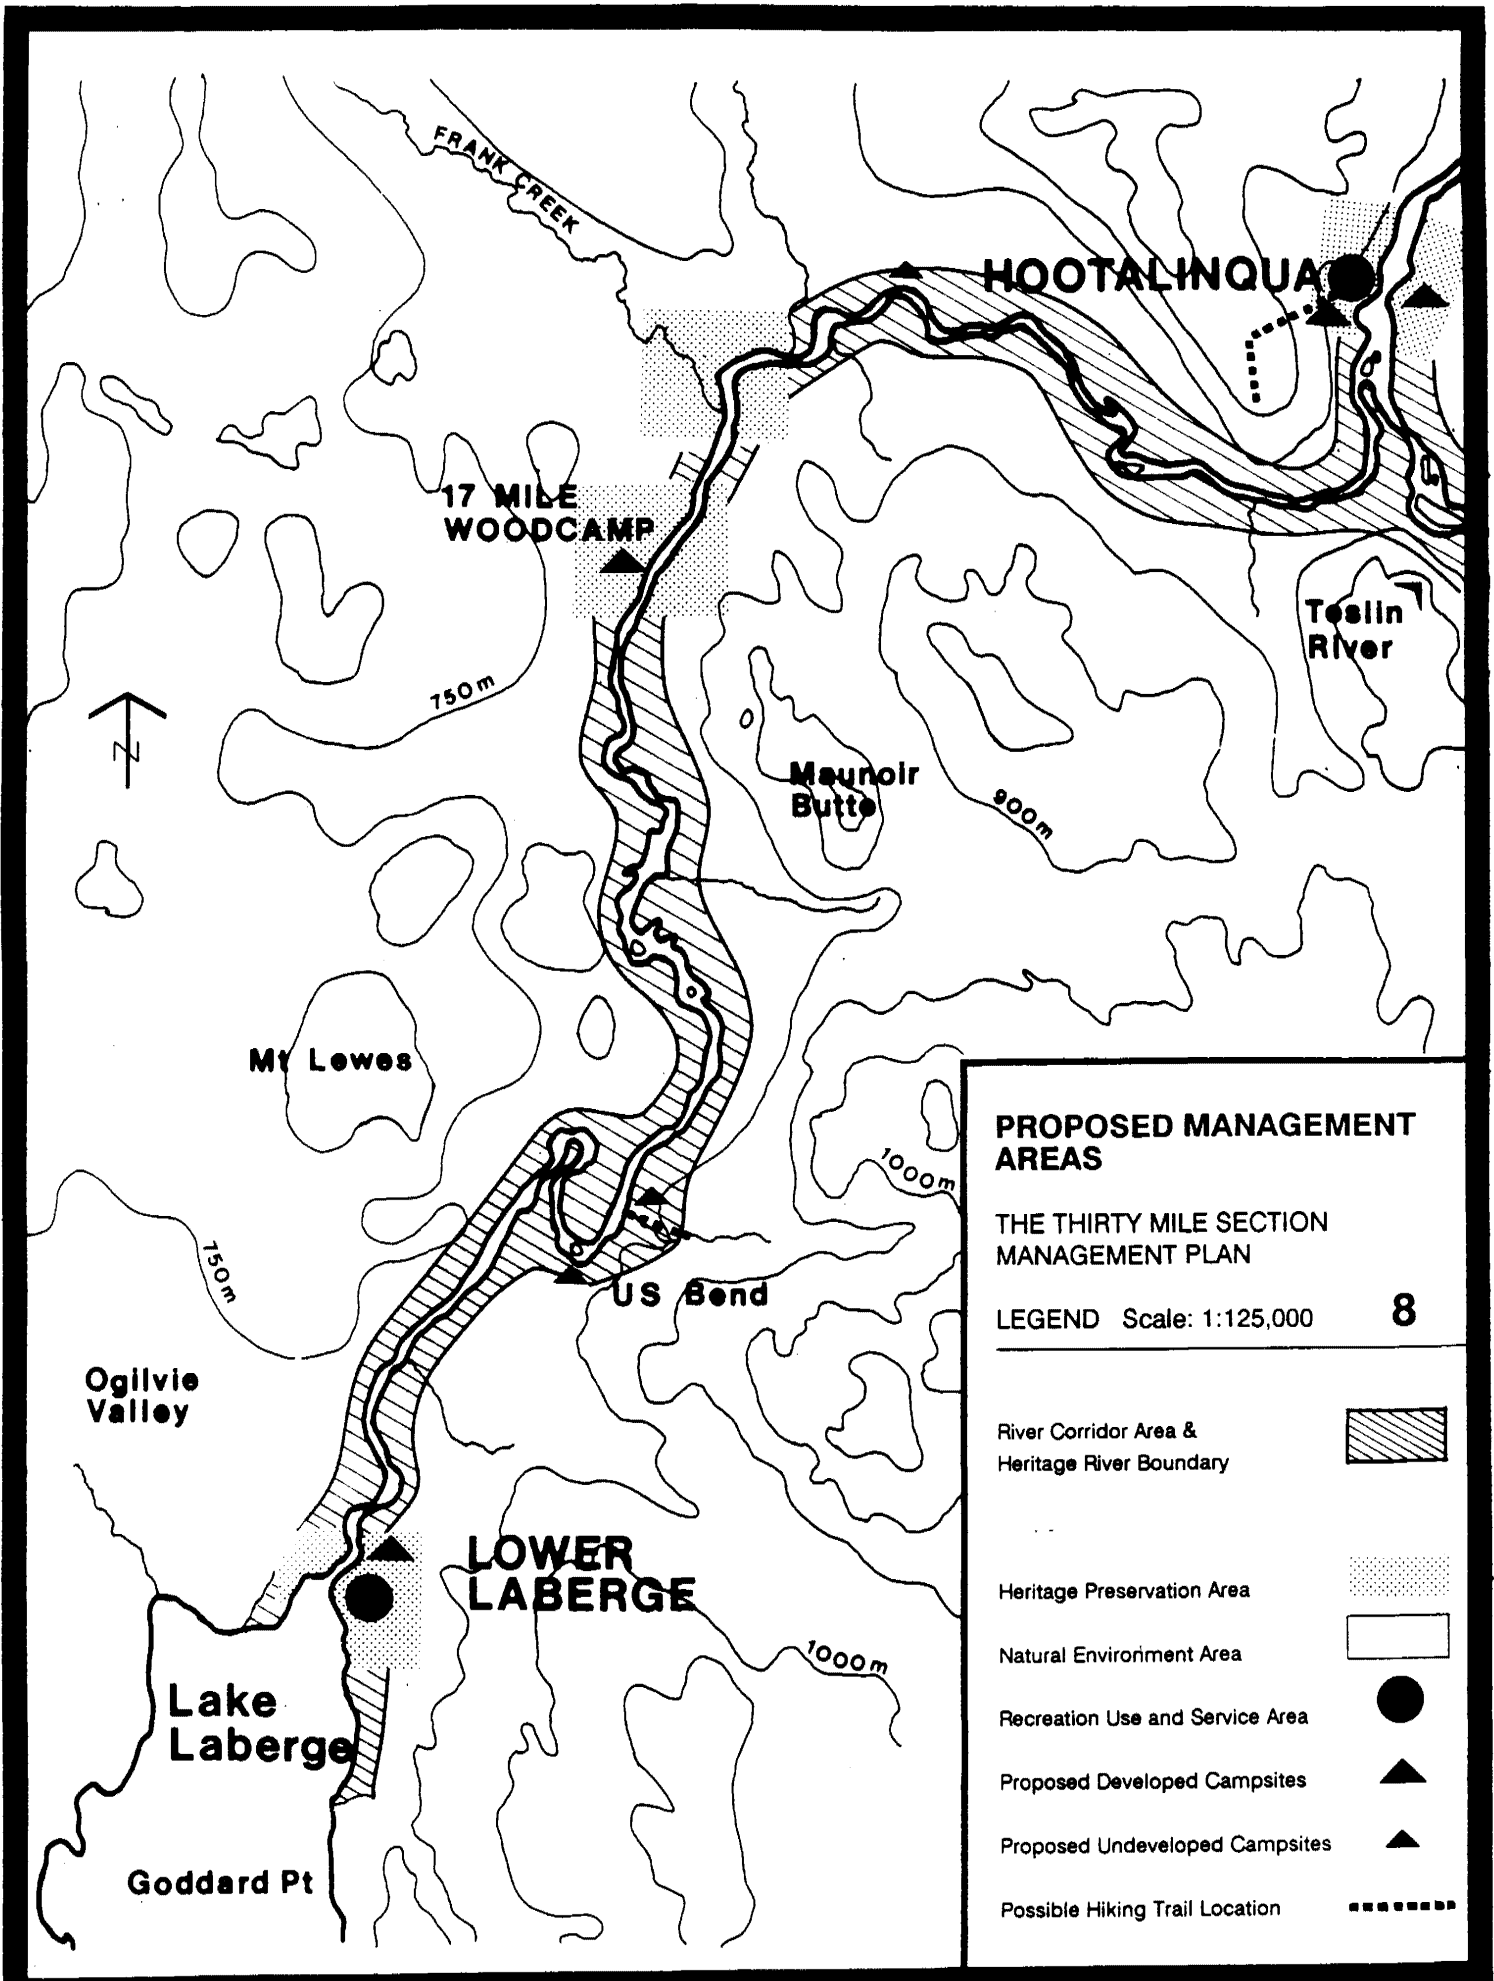 FRANK CREEK
HOOTALINQUA
17 MILE
WOODCAMP
Teslin
River
750m
N
Maunoir
Butte
900m
Mt Lewes
1000m
750m
US Bend
Ogilvie
Valley
LOWER
LABERGE
1000m
Lake
Laberge
Goddard Pt
PROPOSED MANAGEMENT
AREAS
THE THIRTY MILE SECTION
MANAGEMENT PLAN
LEGEND Scale: 1:125,000 8
River Corridor Area &
Heritage River Boundary
Heritage Preservation Area
Natural Environment Area
Recreation Use and Service Area
Proposed Developed Campsites
Proposed Undeveloped Campsites
Possible Hiking Trail Location